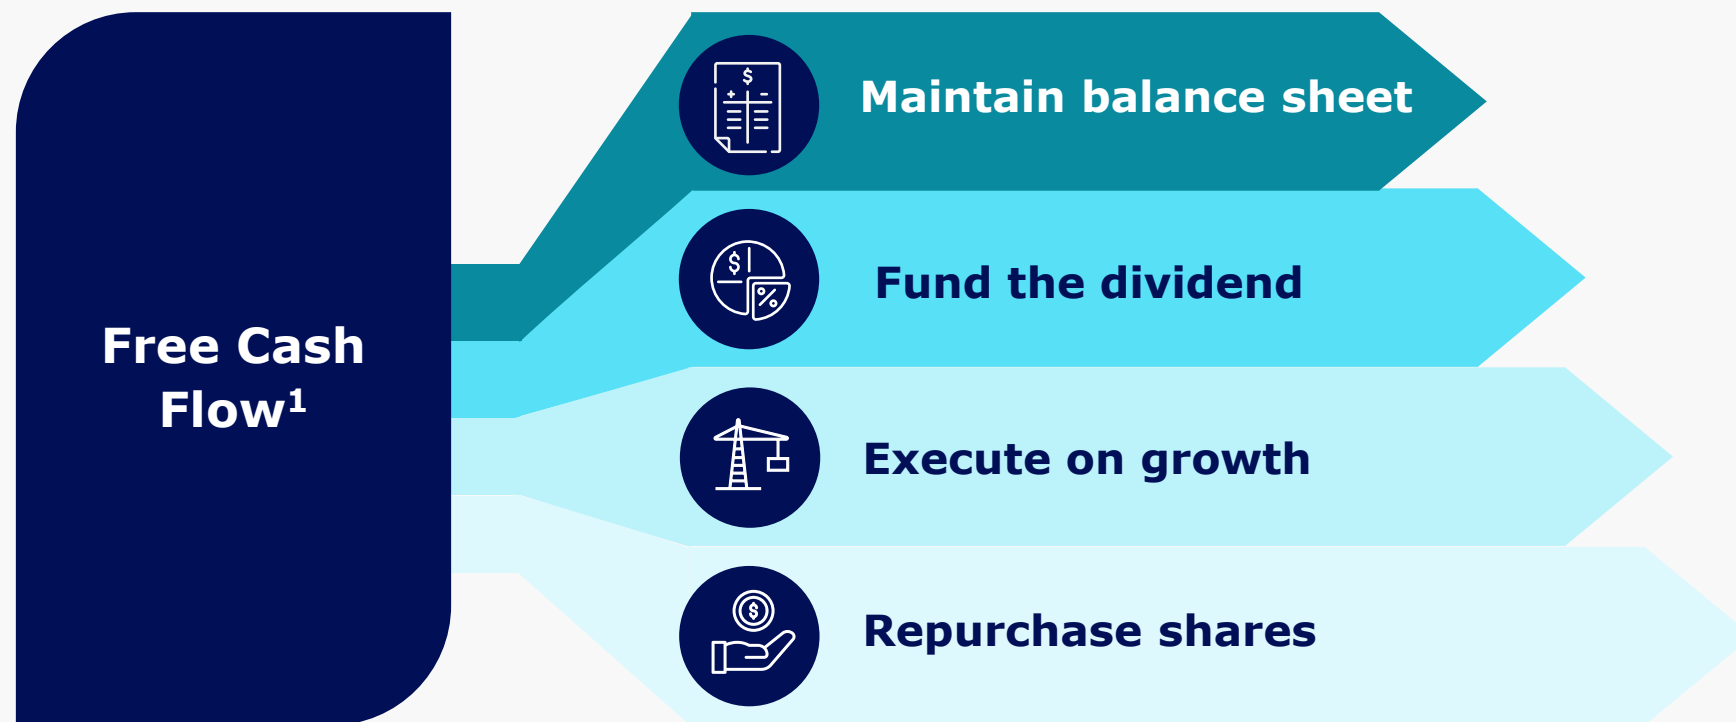 Free Cash
Flow¹
Maintain balance sheet
Fund the dividend
Execute on growth
Repurchase shares